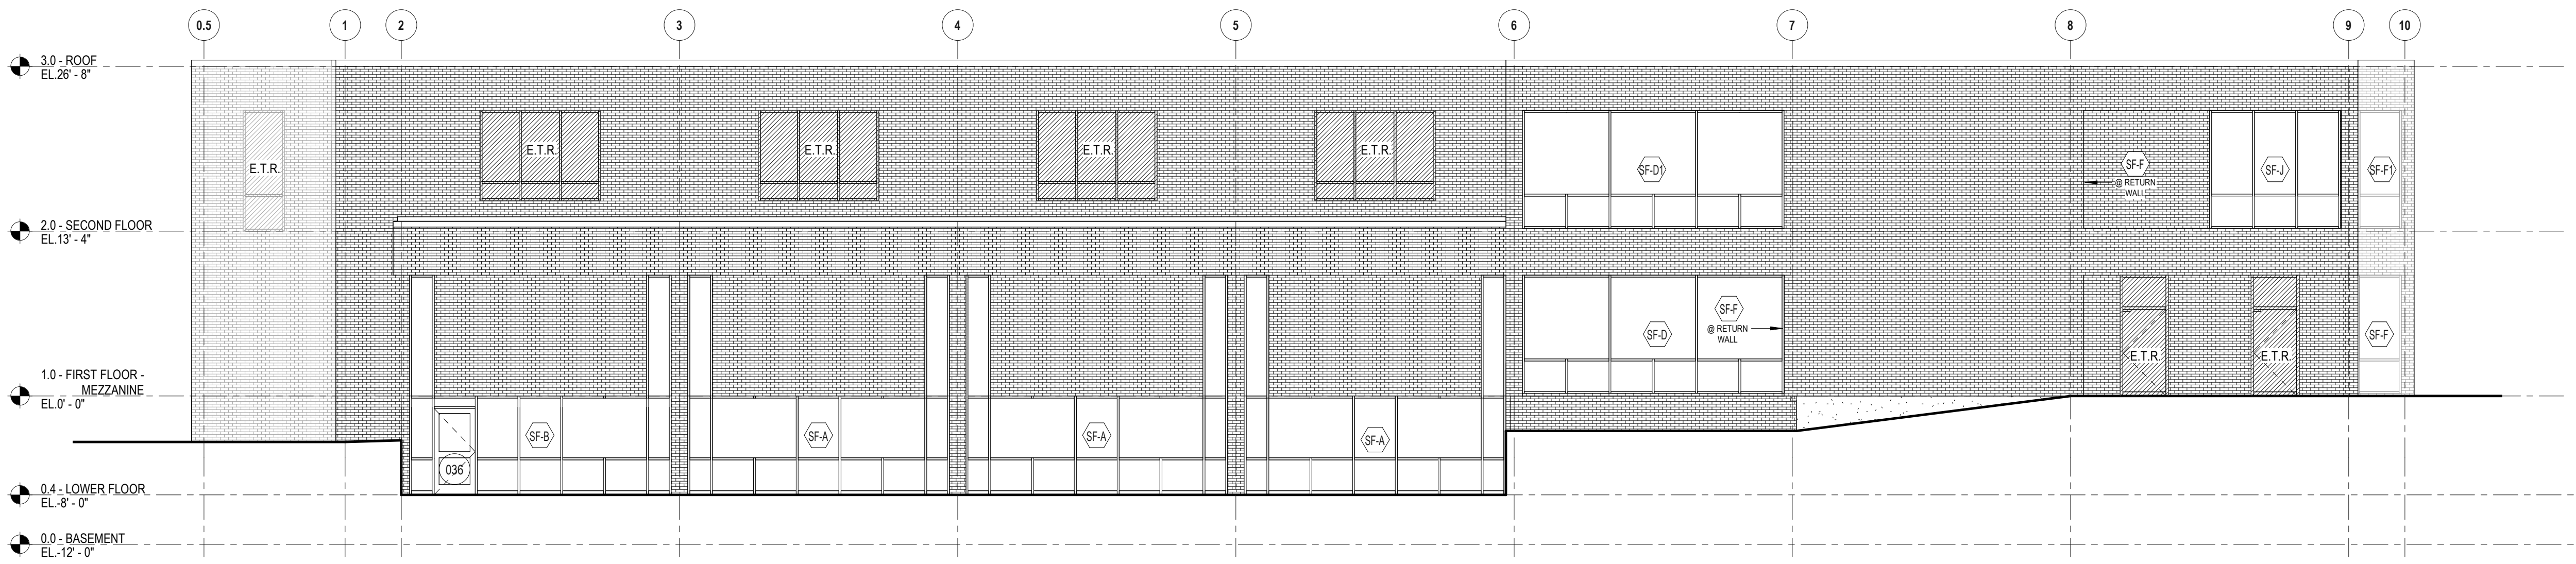 0.5 1 2 3 4 5 6 7 8 9 10
3.0 - ROOF
EL.26' - 8"
E.T.R. E.T.R. E.T.R. E.T.R.
E.T.R. SF-D1 SF-F SF-J SF-F1
@ RETURN
WALL
2.0 - SECOND FLOOR
EL.13' - 4"
SF-F
@ RETURN
WALL
SF-D SF-F
E.T.R. E.T.R.
1.0 - FIRST FLOOR -
MEZZANINE
EL.0' - 0"
SF-B SF-A SF-A SF-A
036
0.4 - LOWER FLOOR
EL.-8' - 0"
0.0 - BASEMENT
EL.-12' - 0"